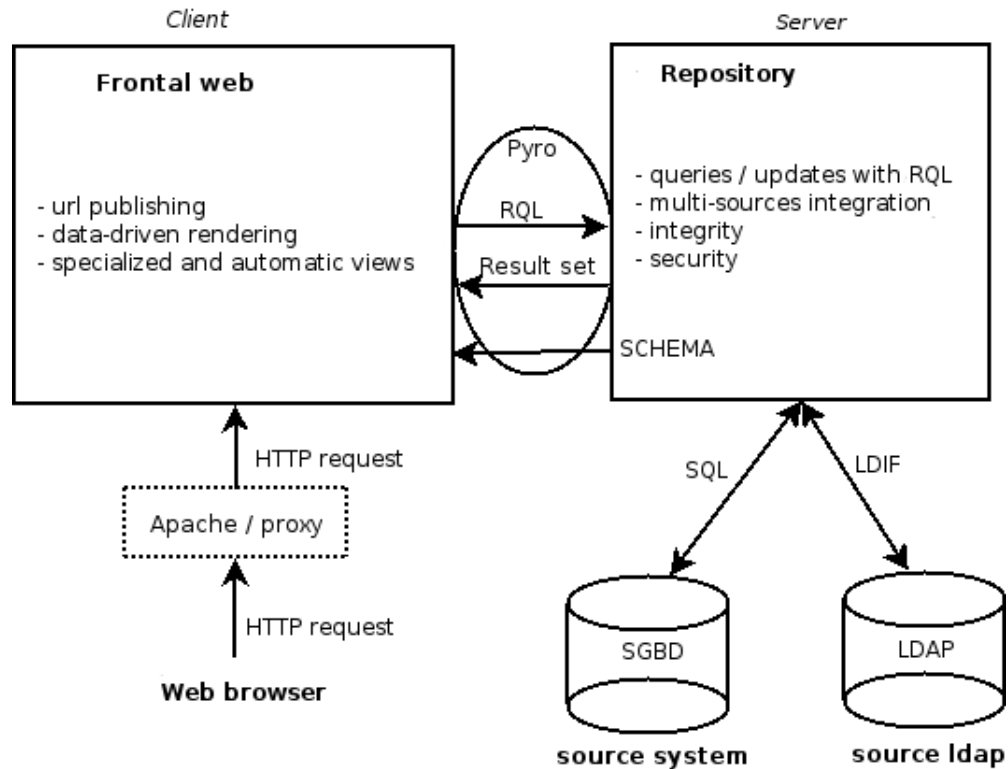 Client
Server
Frontal web
- url publishing
- data-driven rendering
- specialized and automatic views
Pyro
RQL
Result set
SCHEMA
Repository
- queries / updates with RQL
- multi-sources integration
- integrity
- security
HTTP request
Apache / proxy
HTTP request
Web browser
SQL
LDIF
SGBD
LDAP
source system
source ldap